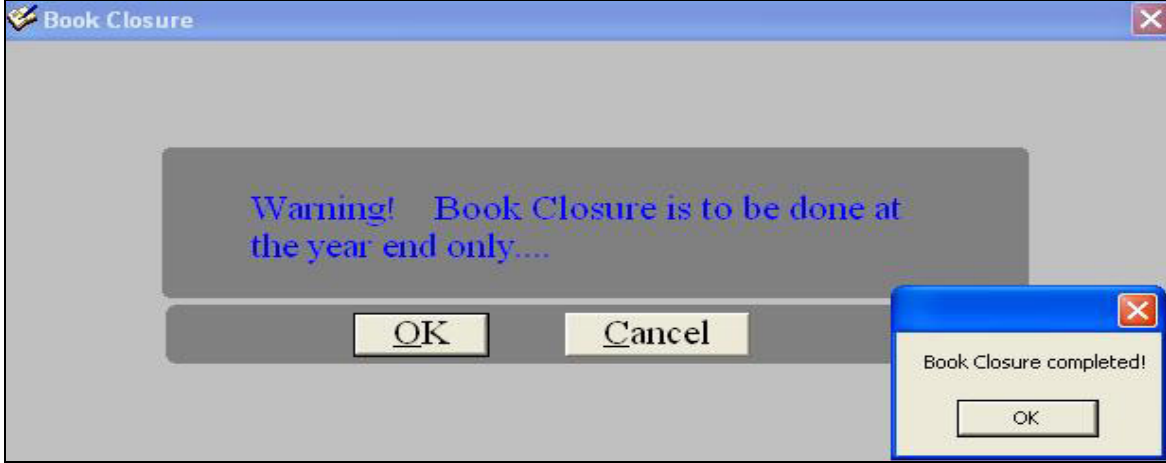 Book Closure
Warning! Book Closure is to be done at
the year end only....
OK
Cancel
Book Closure completed!
OK